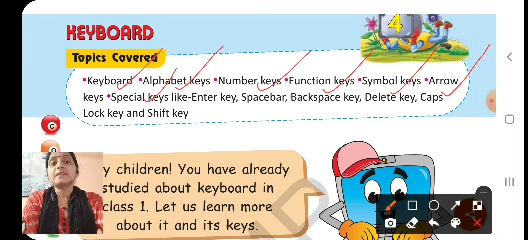 4
KEYBOARD
Topics Covered
•Keyboard •Alphabet keys •Number keys •Function keys •Symbol keys •Arrow
keys •Special keys like-Enter key, Spacebar, Backspace key, Delete key, Caps
Lock key and Shift key
C
children! You have already
studied about keyboard in
class 1. Let us learn more
about it and its keys.